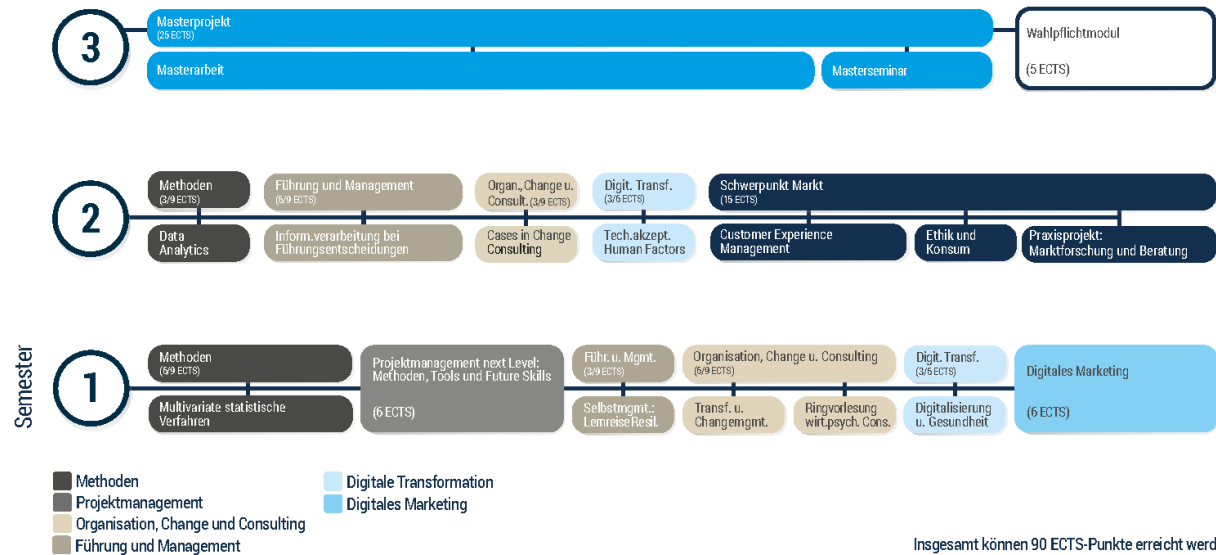 3
Masterprojekt
(25 ECTS)
Masterarbeit
Masterseminar
Wahlpflichtmodul
(5 ECTS)
2
Methoden
(3/9 ECTS)
Führung und Management
(6/9 ECTS)
Organ., Change u.
Consult. (3/9 ECTS)
Digit. Transf.
(3/6 ECTS)
Schwerpunkt Markt
(15 ECTS)
Data
Analytics
Inform.verarbeitung bei
Führungsentscheidungen
Cases in Change
Consulting
Tech.akzept.
Human Factors
Customer Experience
Management
Ethik und
Konsum
Praxisprojekt:
Marktforschung und Beratung
Semester
1
Methoden
(6/9 ECTS)
Multivariate statistische
Verfahren
Projektmanagement next Level:
Methoden, Tools und Future Skills
(6 ECTS)
Führ. u. Mgmt.
(3/9 ECTS)
Selbstmgmt.:
Lernreise Resil.
Organisation, Change u. Consulting
(6/9 ECTS)
Transf. u.
Changemgmt.
Ringvorlesung
wirt.psych. Cons.
Digit. Transf.
(3/6 ECTS)
Digitalisierung
u. Gesundheit
Digitales Marketing
(6 ECTS)
Methoden
Projektmanagement
Organisation, Change und Consulting
Führung und Management
Digitale Transformation
Digitales Marketing
Insgesamt können 90 ECTS-Punkte erreicht werd